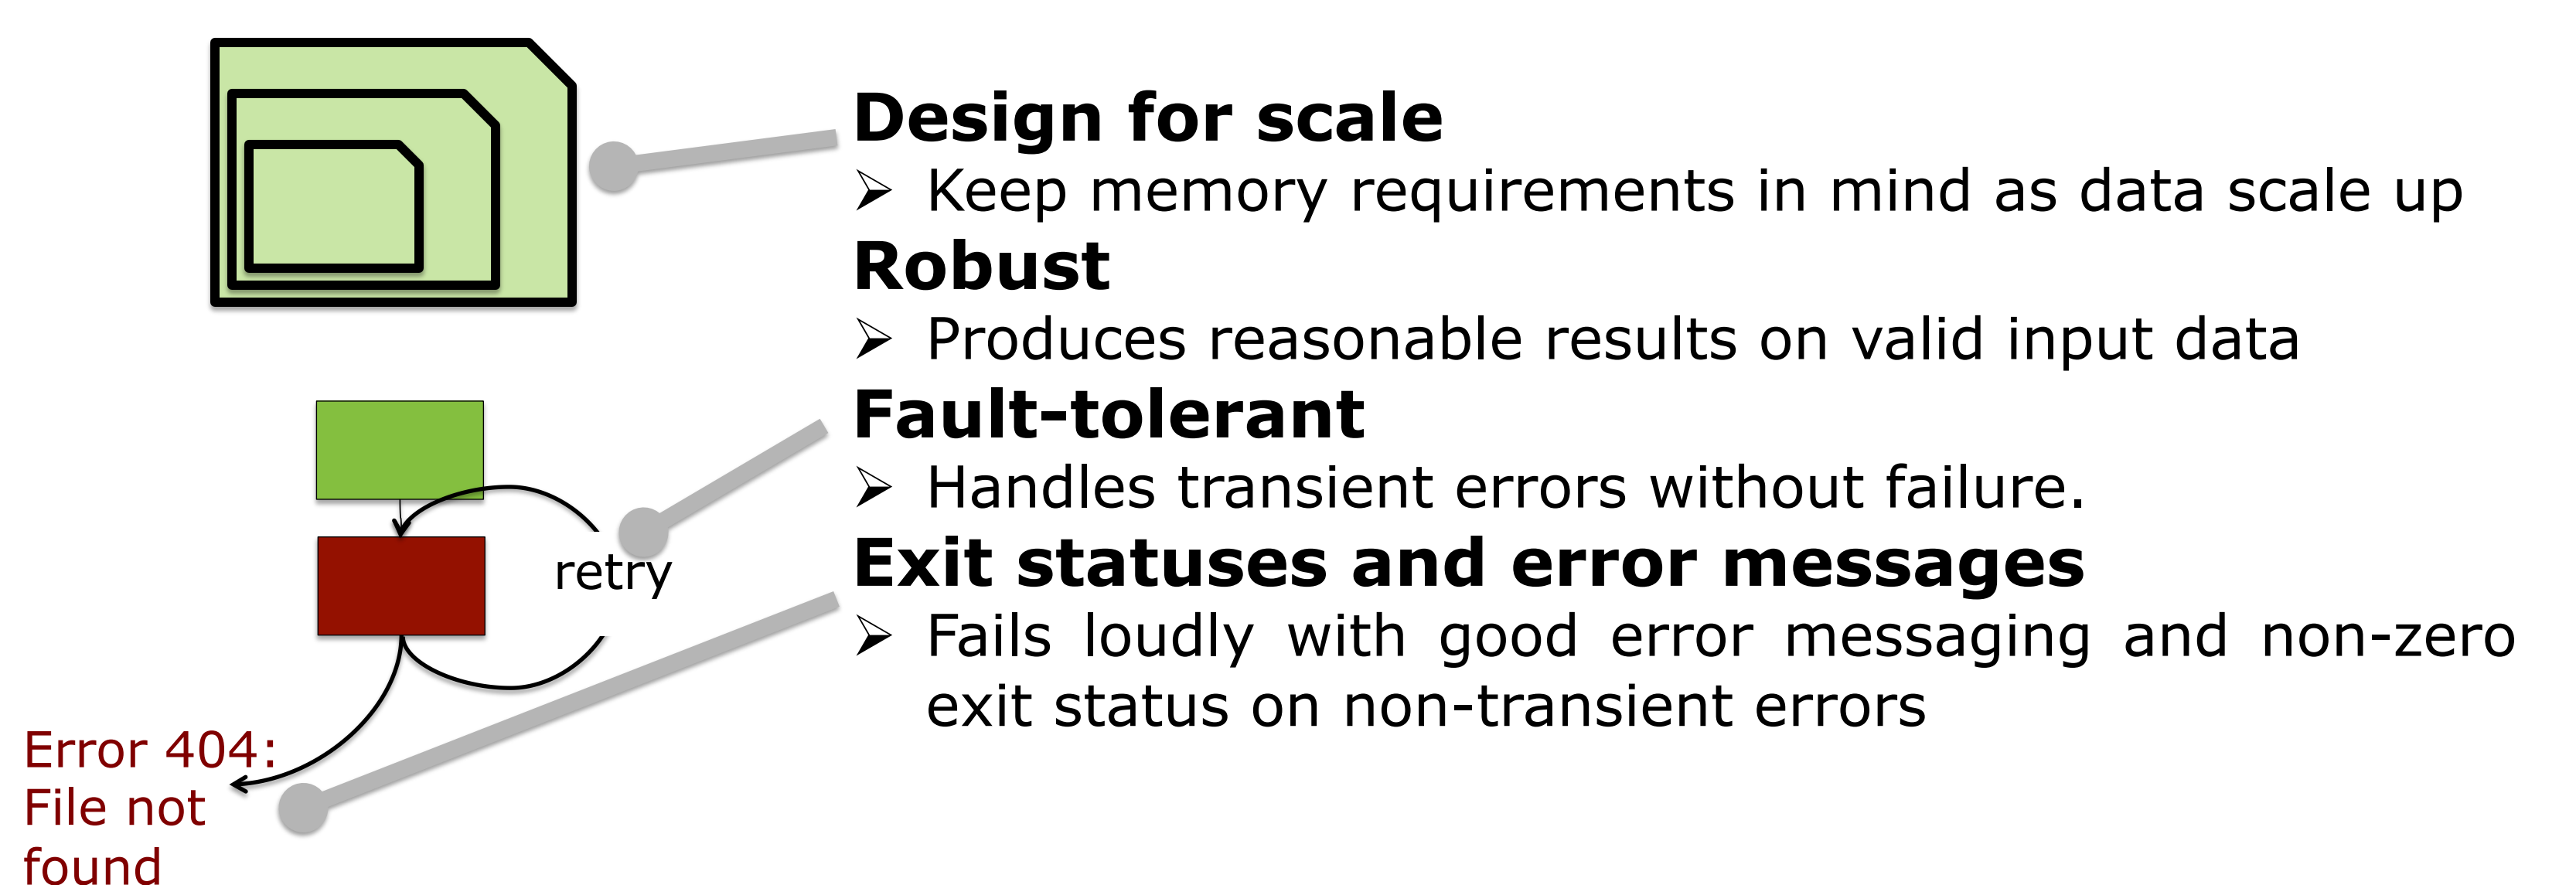 Design for scale
➢ Keep memory requirements in mind as data scale up
Robust
➢ Produces reasonable results on valid input data
Fault-tolerant
➢ Handles transient errors without failure.
Exit statuses and error messages
➢ Fails loudly with good error messaging and non-zero
exit status on non-transient errors
retry
Error 404:
File not
found